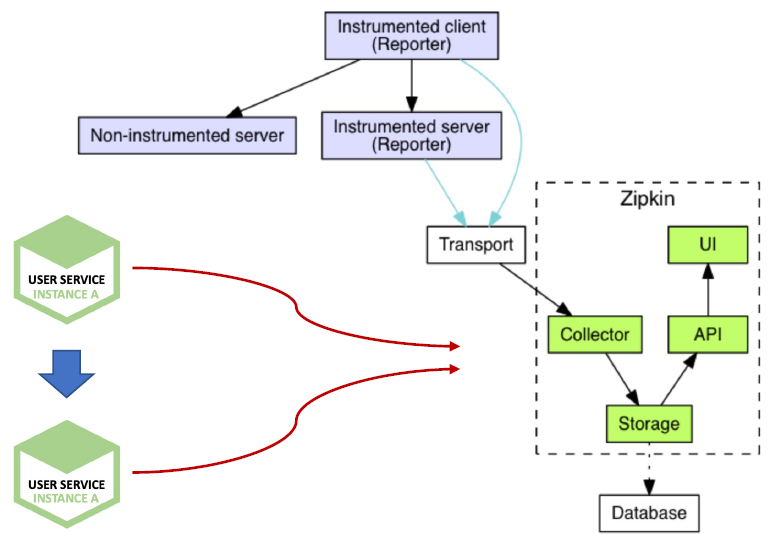 Instrumented client
(Reporter)
Non-instrumented server
Instrumented server
(Reporter)
Zipkin
Transport
UI
USER SERVICE
INSTANCE A
Collector
API
Storage
USER SERVICE
INSTANCE A
Database